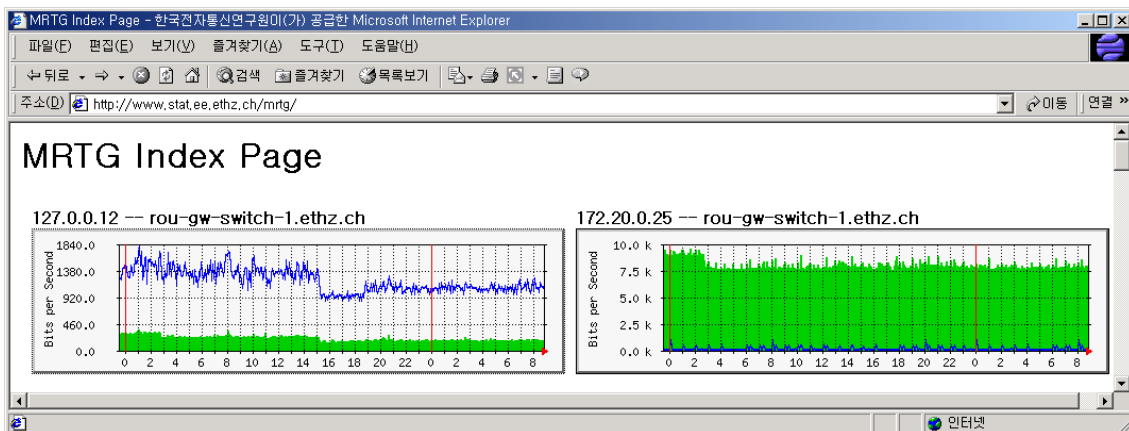 MRTG Index Page - 한국전자통신연구원이(가) 공급한 Microsoft Internet Explorer
파일(F) 편집(E) 보기(V) 즐겨찾기(A) 도구(T) 도움말(H)
뒤로 검색 즐겨찾기 목록보기
주소(D) http://www.stat.ee.ethz.ch/mrtg/ 이동 연결 »
MRTG Index Page
127.0.0.12 -- rou-gw-switch-1.ethz.ch
Bits per Second
1840.0
1380.0
920.0
460.0
0.0
0 2 4 6 8 10 12 14 16 18 20 22 0 2 4 6 8
172.20.0.25 -- rou-gw-switch-1.ethz.ch
Bits per Second
10.0 k
7.5 k
5.0 k
2.5 k
0.0 k
0 2 4 6 8 10 12 14 16 18 20 22 0 2 4 6 8
인터넷